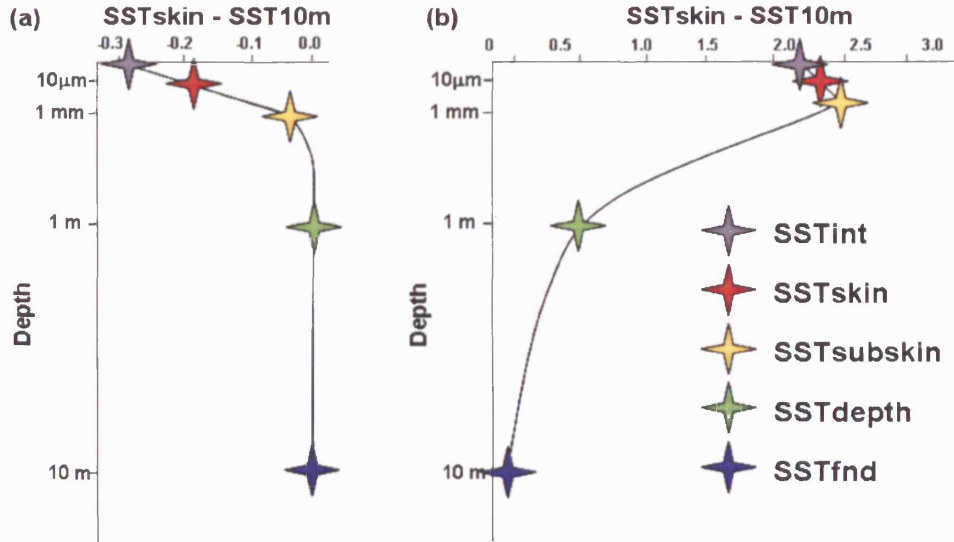 (a)
SSTskin - SST10m
-0.3 -0.2 -0.1 0.0
10μm
1 mm
1 m
10 m
Depth
(b)
SSTskin - SST10m
0 0.5 1.0 1.5 2.0 2.5 3.0
10μm
1 mm
1 m
10 m
Depth
SSTint
SSTskin
SSTsubskin
SSTdepth
SSTfnd